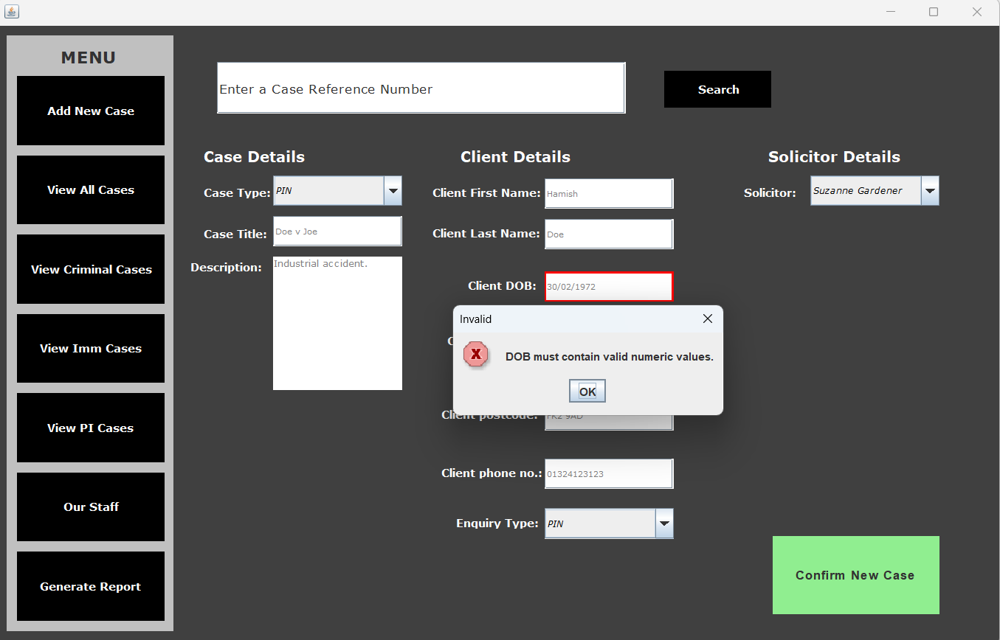 MENU
Add New Case
View All Cases
View Criminal Cases
View Imm Cases
View PI Cases
Our Staff
Generate Report
Enter a Case Reference Number
Search
Case Details
Case Type:
PIN
Case Title:
Doe v Joe
Description:
Industrial accident.
Client Details
Client First Name:
Hamish
Client Last Name:
Doe
Client DOB:
30/02/1972
Invalid
DOB must contain valid numeric values.
OK
Client postcode:
FK2 9AD
Client phone no.:
01324123123
Enquiry Type:
PIN
Solicitor Details
Solicitor:
Suzanne Gardener
Confirm New Case